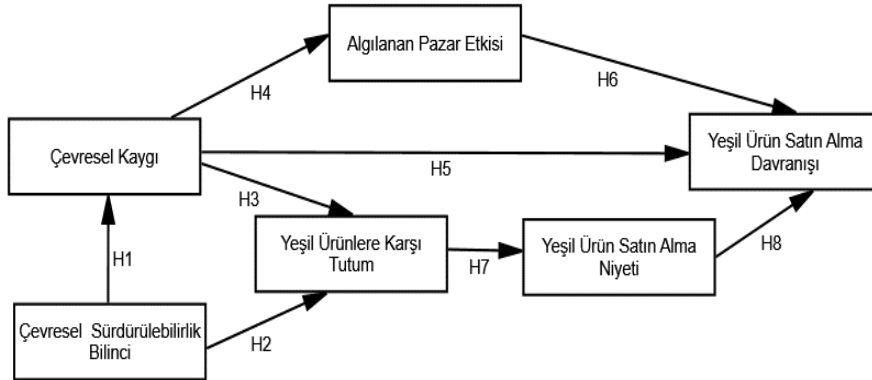 Algılanan Pazar Etkisi
H4
H6
Çevresel Kaygı
Yeşil Ürün Satın Alma
Davranışı
H5
H3
Yeşil Ürünlere Karşı
Tutum
Yeşil Ürün Satın Alma
Niyeti
H8
H7
H1
Çevresel Sürdürülebilirlik
Bilinci
H2